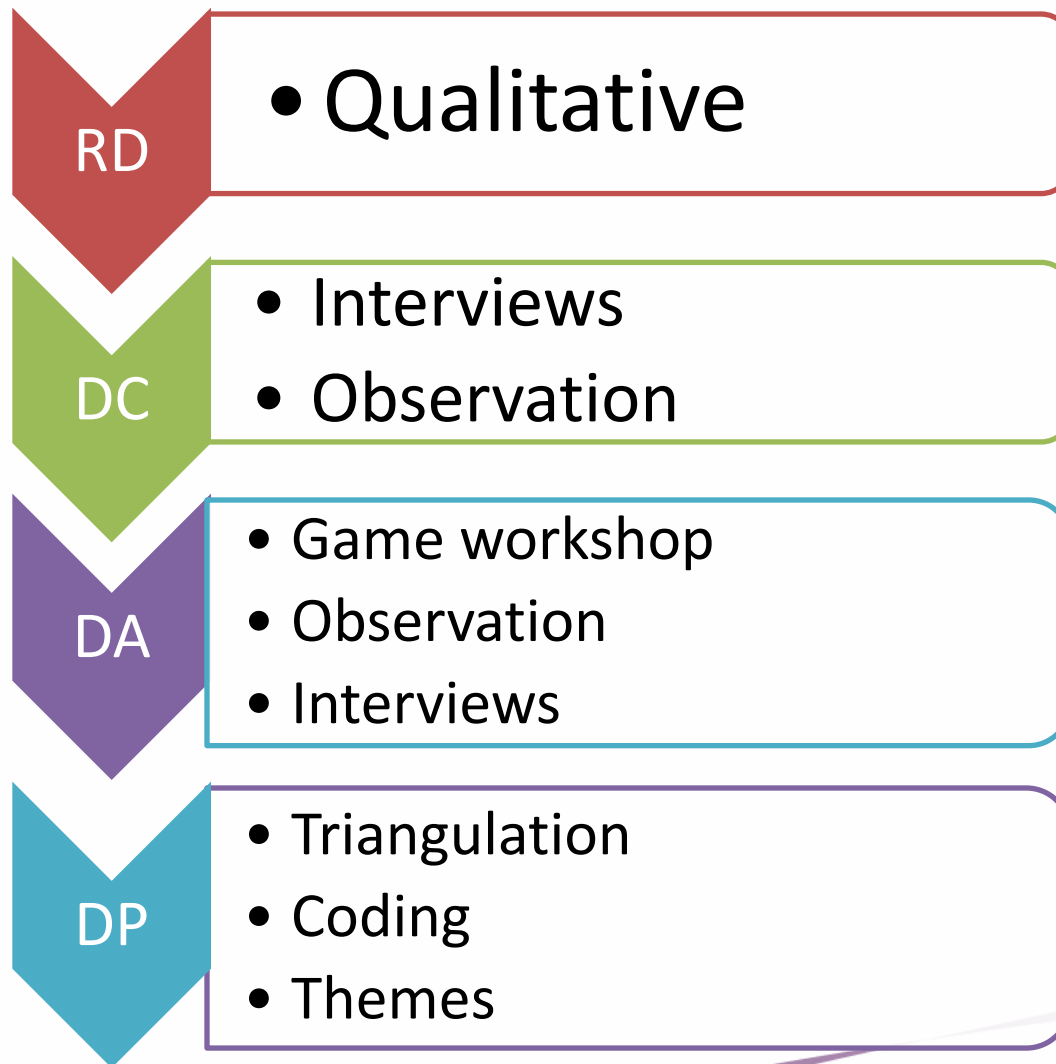 RD
• Qualitative
DC
• Interviews
• Observation
DA
• Game workshop
• Observation
• Interviews
DP
• Triangulation
• Coding
• Themes